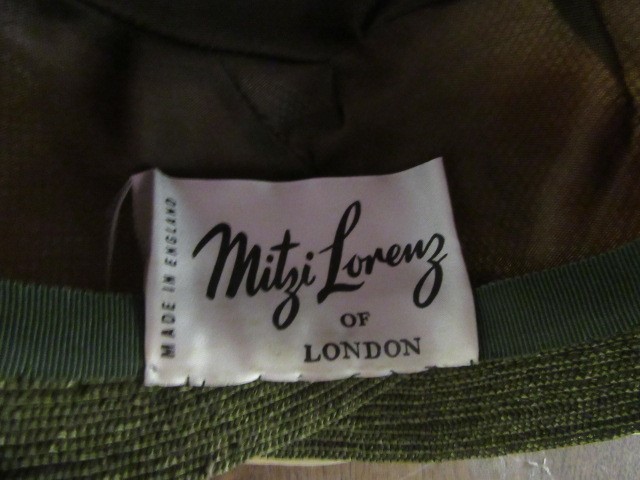 MADE IN ENGLAND
Mitzi Lorenz
OF
LONDON